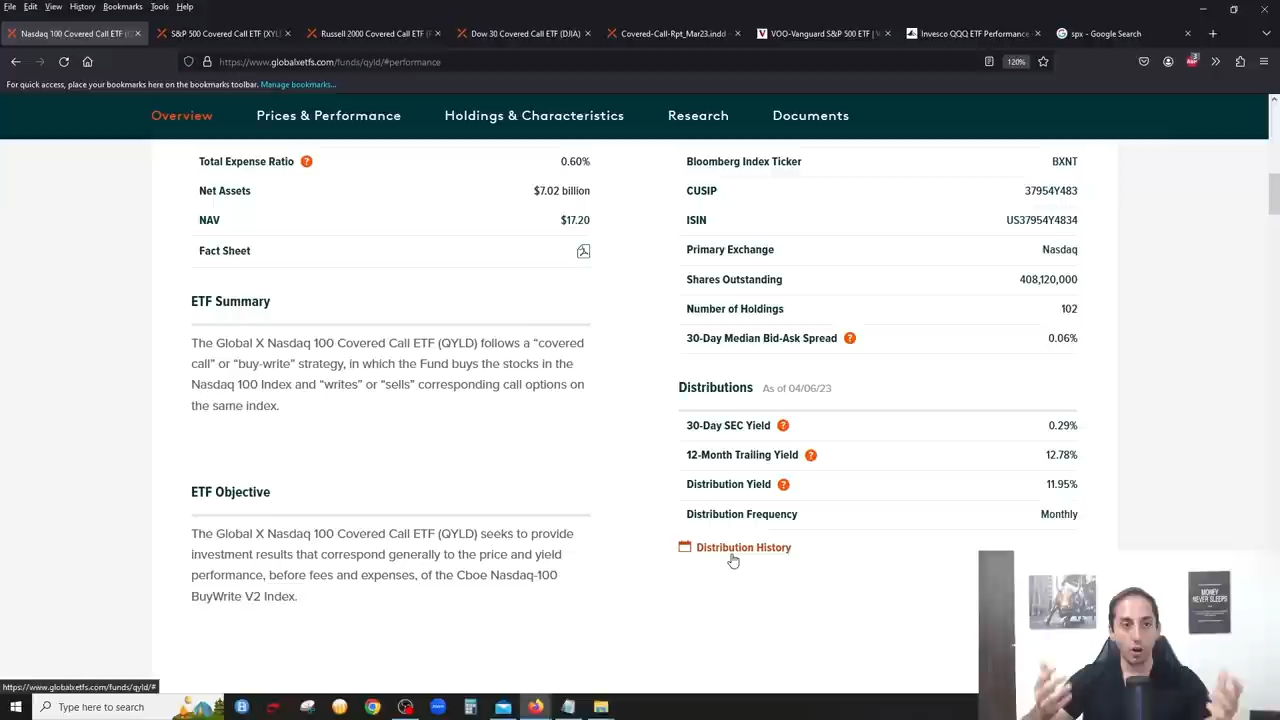 File Edit View History Bookmarks Tools Help
Nasdaq 100 Covered Call ETF (
S&P 500 Covered Call ETF (XYL
Russell 2000 Covered Call ETF (F
Dow 30 Covered Call ETF (DJIA)
Covered-Call-Rpt_Mar23.indd
VOO-Vanguard S&P 500 ETF | V
Invesco QQQ ETF Performance
spx - Google Search
https://www.globalxetfs.com/funds/qyld/#performance
120%
For quick access, place your bookmarks here on the bookmarks toolbar. Manage bookmarks...
Overview Prices & Performance Holdings & Characteristics Research Documents
Total Expense Ratio ? 0.60%
Net Assets $7.02 billion
NAV $17.20
Fact Sheet
ETF Summary
The Global X Nasdaq 100 Covered Call ETF (QYLD) follows a “covered
call” or “buy-write” strategy, in which the Fund buys the stocks in the
Nasdaq 100 Index and “writes” or “sells” corresponding call options on
the same index.
ETF Objective
The Global X Nasdaq 100 Covered Call ETF (QYLD) seeks to provide
investment results that correspond generally to the price and yield
performance, before fees and expenses, of the Cboe Nasdaq-100
BuyWrite V2 Index.
Bloomberg Index Ticker BXNT
CUSIP 37954Y483
ISIN US37954Y4834
Primary Exchange Nasdaq
Shares Outstanding 408,120,000
Number of Holdings 102
30-Day Median Bid-Ask Spread ? 0.06%
Distributions As of 04/06/23
30-Day SEC Yield ? 0.29%
12-Month Trailing Yield ? 12.78%
Distribution Yield ? 11.95%
Distribution Frequency Monthly
Distribution History
MONEY
NEVER SLEEPS
https://www.globalxetfs.com/funds/qyld/#
Type here to search